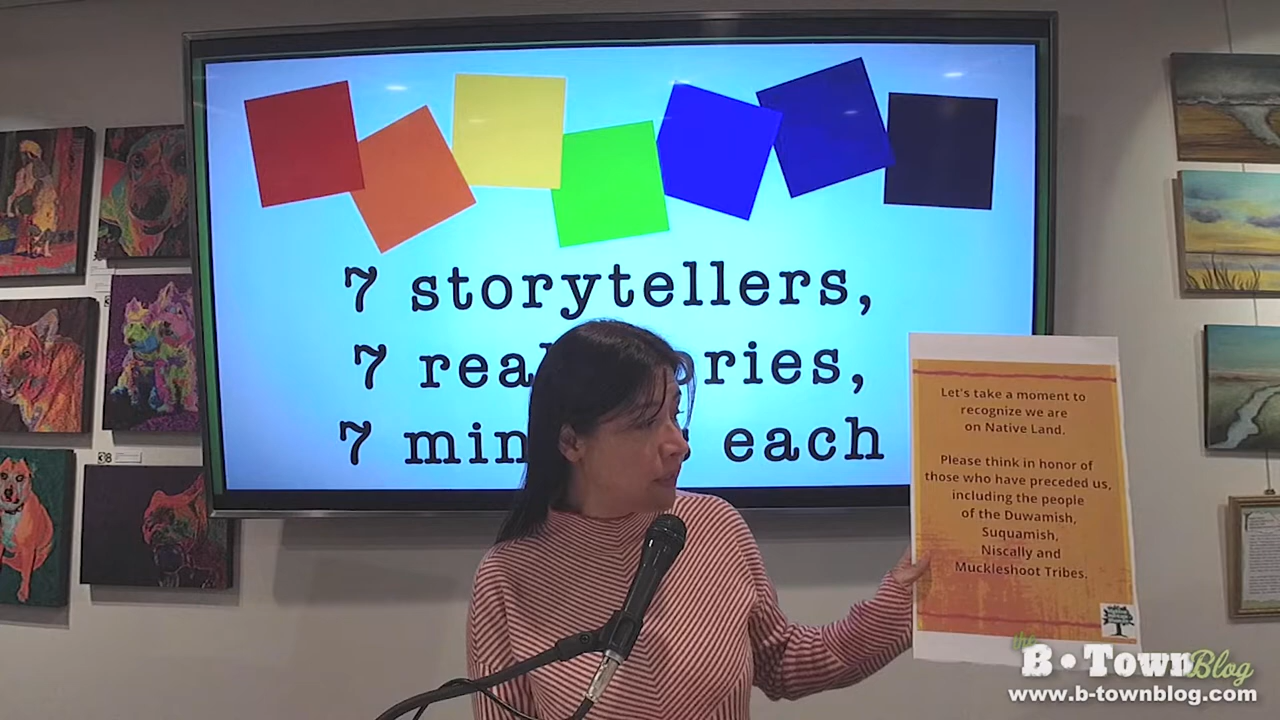 7 storytellers,
7 rea ories,
7 min each
Let's take a moment to
recognize we are
on Native Land.
Please think in honor of
those who have preceded us,
including the people
of the Duwamish,
Suquamish,
Niscally and
Muckleshoot Tribes.
38
the
B•Town Blog
www.b-townblog.com